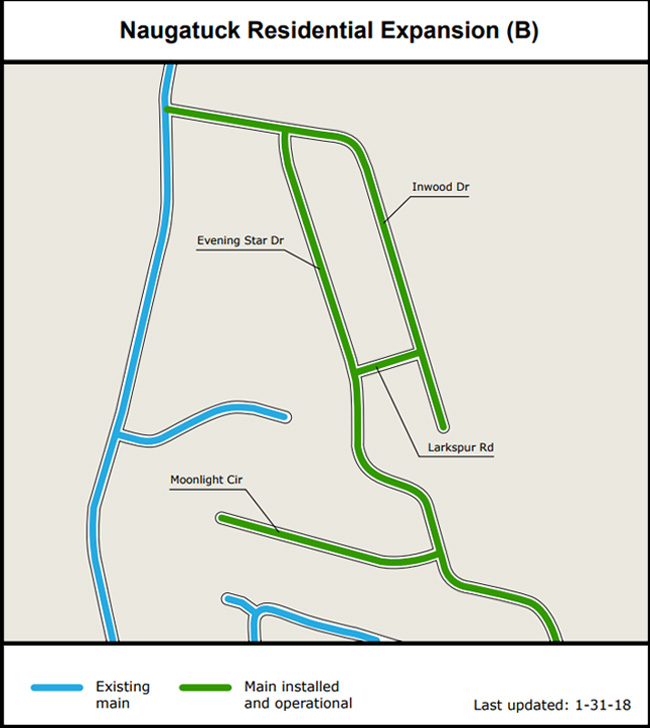 Naugatuck Residential Expansion (B)
Inwood Dr
Evening Star Dr
Larkspur Rd
Moonlight Cir
Existing
main
Main installed
and operational
Last updated: 1-31-18